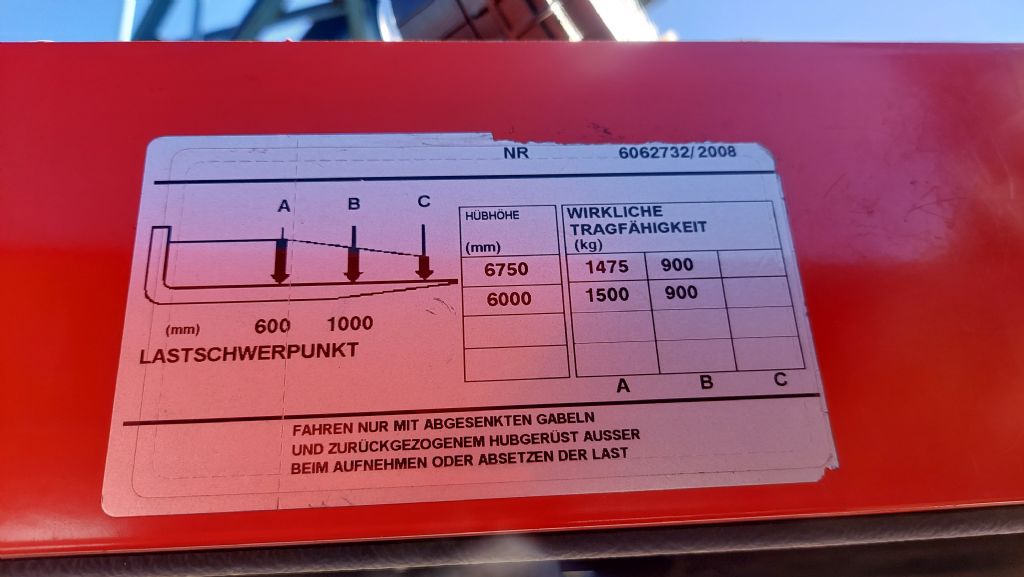 NR 6062732/2008
A B C
HÜBHÖHE
(mm)
WIRKLICHE
TRAGFÄHIGKEIT
(kg)
6750 1475 900
6000 1500 900
(mm) 600 1000
LASTSCHWERPUNKT
A B C
FAHREN NUR MIT ABGESENKTEN GABELN
UND ZURÜCKGEZOGENEM HUBGERÜST AUSSER
BEIM AUFNEHMEN ODER ABSETZEN DER LAST